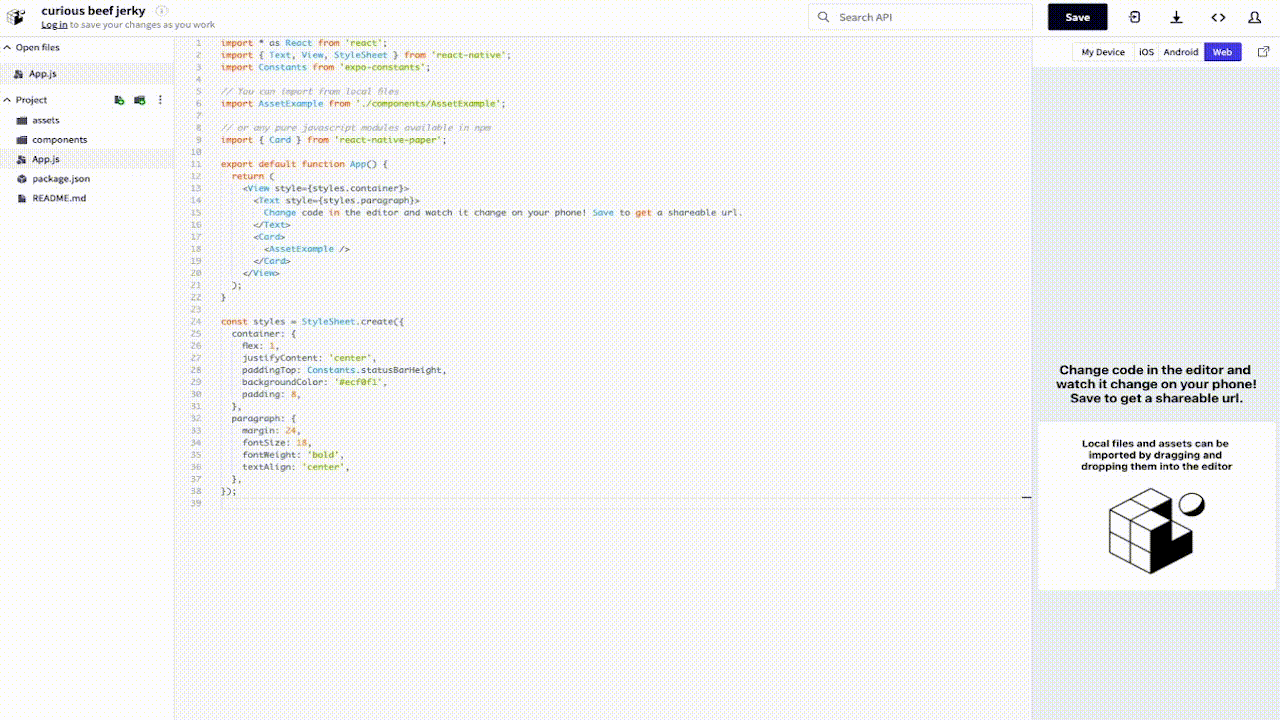 curious beef jerky
Log in to save your changes as you work
Search API
Save
Open files
App.js
Project
assets
components
App.js
package.json
README.md
1 import * as React from 'react';
2 import { Text, View, StyleSheet } from 'react-native';
3 import Constants from 'expo-constants';
4
5 // You can import from local files
6 import AssetExample from './components/AssetExample';
7
8 // or any pure javascript modules available in npm
9 import { Card } from 'react-native-paper';
10
11 export default function App() {
12 return (
13 <View style={styles.container}>
14 <Text style={styles.paragraph}>
15 Change code in the editor and watch it change on your phone! Save to get a shareable url.
16 </Text>
17 <Card>
18 <AssetExample />
19 </Card>
20 </View>
21 );
22 }
23
24 const styles = StyleSheet.create({
25 container: {
26 flex: 1,
27 justifyContent: 'center',
28 paddingTop: Constants.statusBarHeight,
29 backgroundColor: '#ecf0f1',
30 padding: 8,
31 },
32 paragraph: {
33 margin: 24,
34 fontSize: 18,
35 fontWeight: 'bold',
36 textAlign: 'center',
37 },
38 });
39
My Device iOS Android Web
Change code in the editor and
watch it change on your phone!
Save to get a shareable url.
Local files and assets can be
imported by dragging and
dropping them into the editor